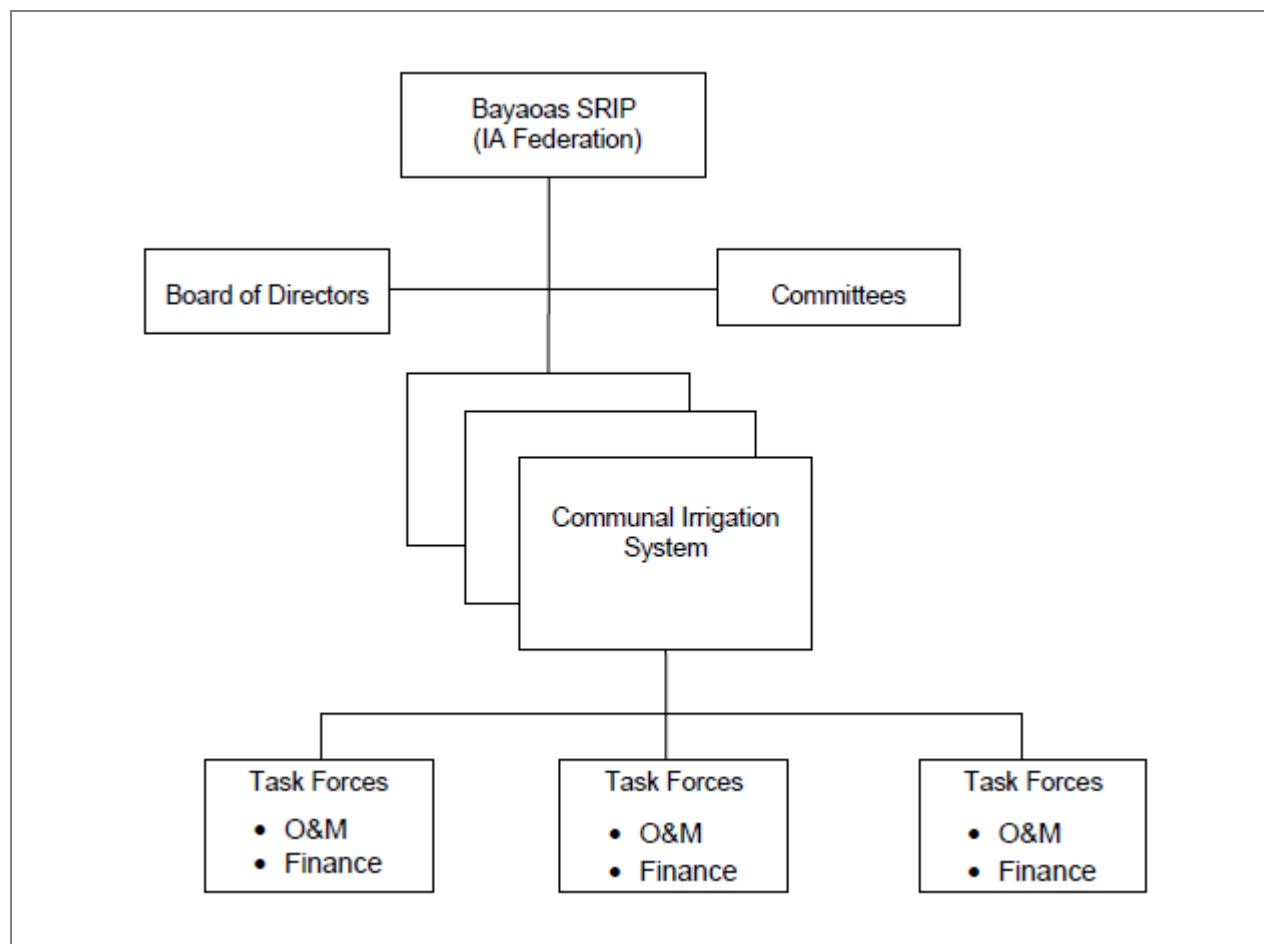 Bayaoas SRIP
(IA Federation)
Board of Directors
Committees
Communal Irrigation
System
Task Forces
• O&M
• Finance
Task Forces
• O&M
• Finance
Task Forces
• O&M
• Finance